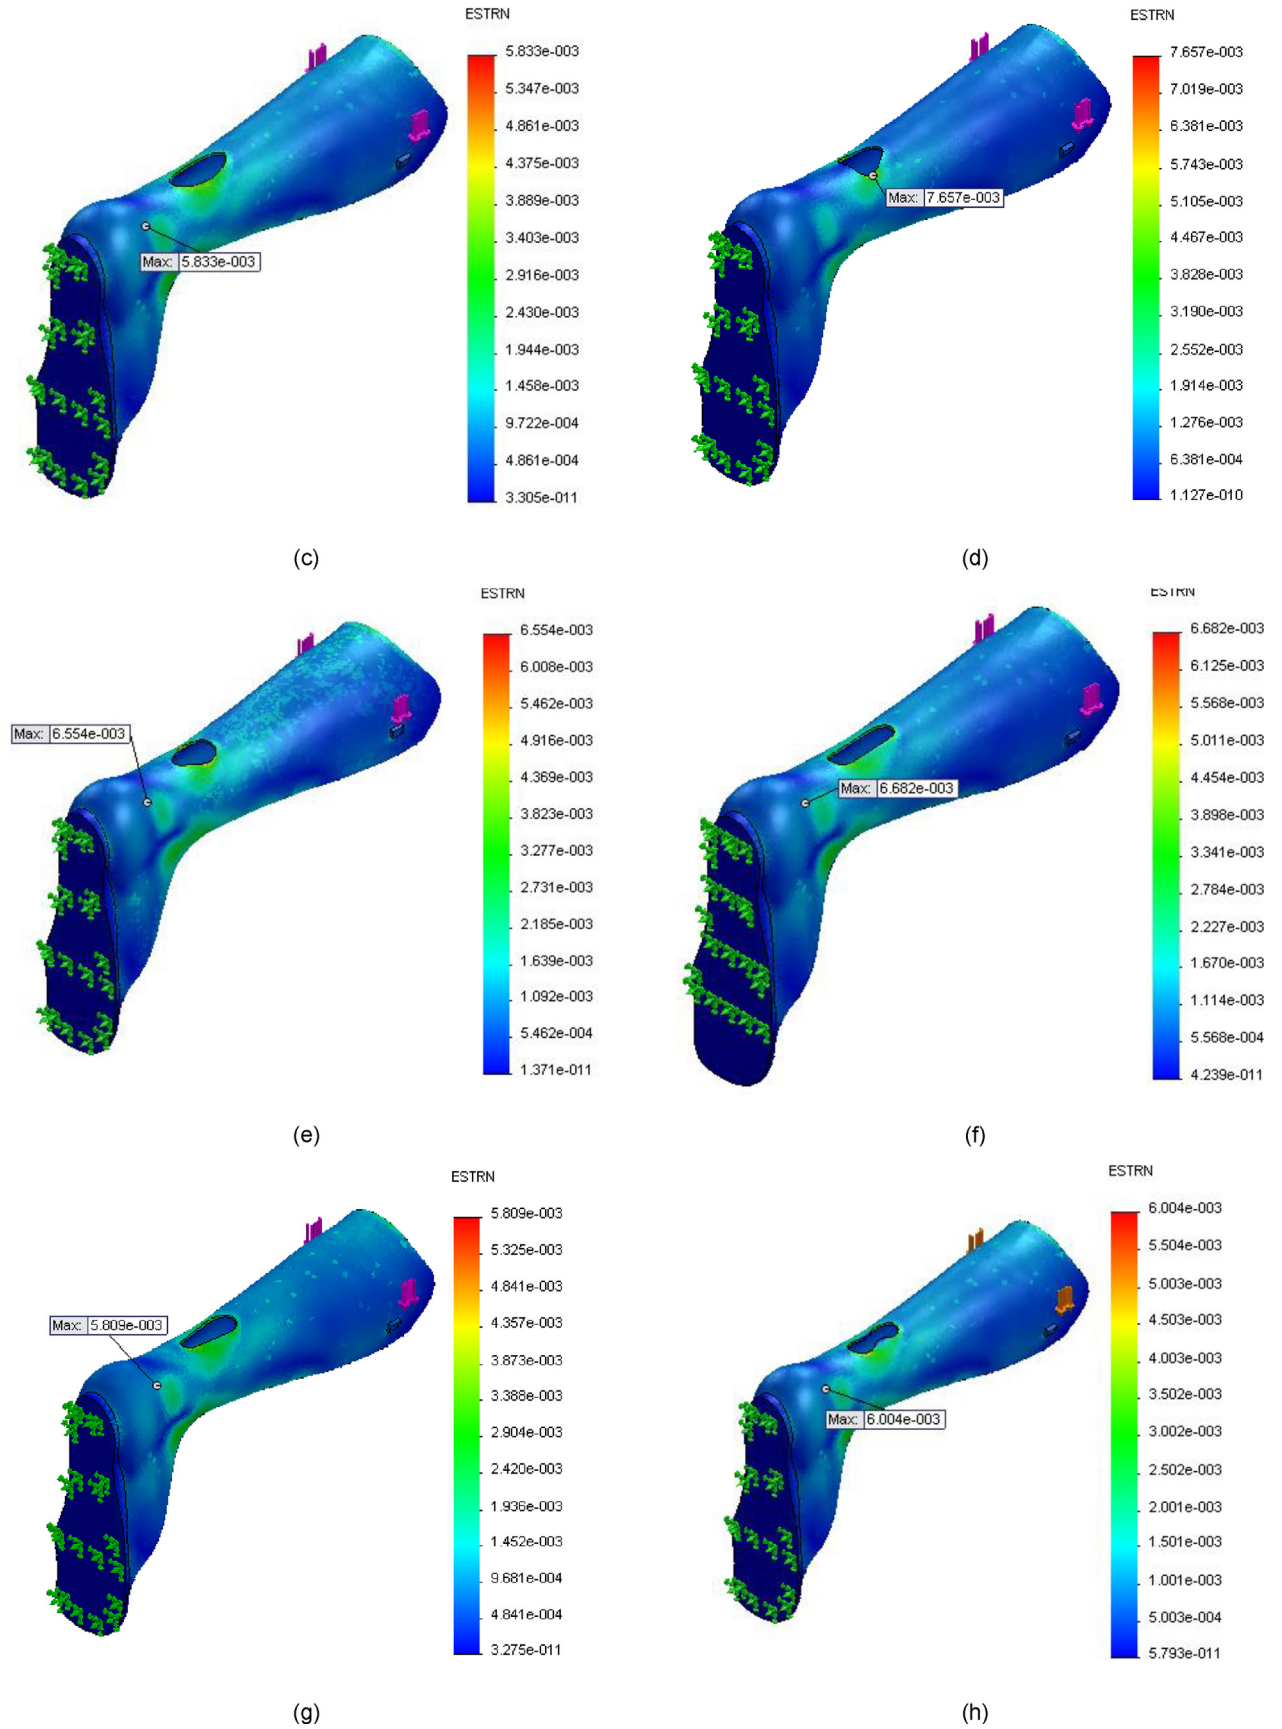 ESTRN
5.833e-003
5.347e-003
4.861e-003
4.375e-003
3.889e-003
3.403e-003
2.916e-003
2.430e-003
1.944e-003
1.458e-003
9.722e-004
4.861e-004
3.305e-011
Max: 5.833e-003
(c)
ESTRN
7.657e-003
7.019e-003
6.381e-003
5.743e-003
5.105e-003
4.467e-003
3.828e-003
3.190e-003
2.552e-003
1.914e-003
1.276e-003
6.381e-004
1.127e-010
Max: 7.657e-003
(d)
ESTRN
6.554e-003
6.008e-003
5.462e-003
4.916e-003
4.369e-003
3.823e-003
3.277e-003
2.731e-003
2.185e-003
1.639e-003
1.092e-003
5.462e-004
1.371e-011
Max: 6.554e-003
(e)
ESTRN
6.682e-003
6.125e-003
5.568e-003
5.011e-003
4.454e-003
3.898e-003
3.341e-003
2.784e-003
2.227e-003
1.670e-003
1.114e-003
5.568e-004
4.239e-011
Max: 6.682e-003
(f)
ESTRN
5.809e-003
5.325e-003
4.841e-003
4.357e-003
3.873e-003
3.388e-003
2.904e-003
2.420e-003
1.936e-003
1.452e-003
9.681e-004
4.841e-004
3.275e-011
Max: 5.809e-003
(g)
ESTRN
6.004e-003
5.504e-003
5.003e-003
4.503e-003
4.003e-003
3.502e-003
3.002e-003
2.502e-003
2.001e-003
1.501e-003
1.001e-003
5.003e-004
5.793e-011
Max: 6.004e-003
(h)